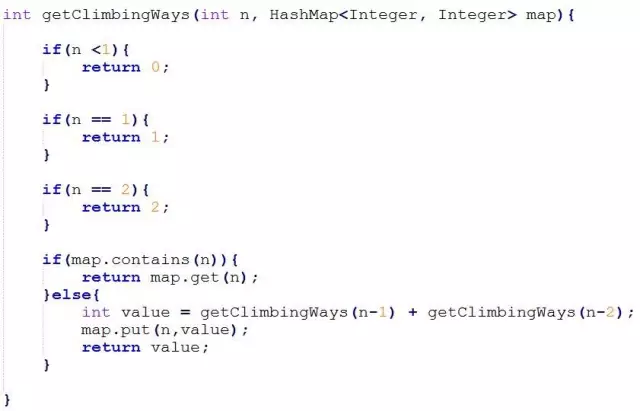 int getClimbingWays(int n, HashMap<Integer, Integer> map){
if(n <1){
return 0;
}
if(n == 1){
return 1;
}
if(n == 2){
return 2;
}
if(map.contains(n)){
return map.get(n);
}else{
int value = getClimbingWays(n-1) + getClimbingWays(n-2);
map.put(n,value);
return value;
}
}